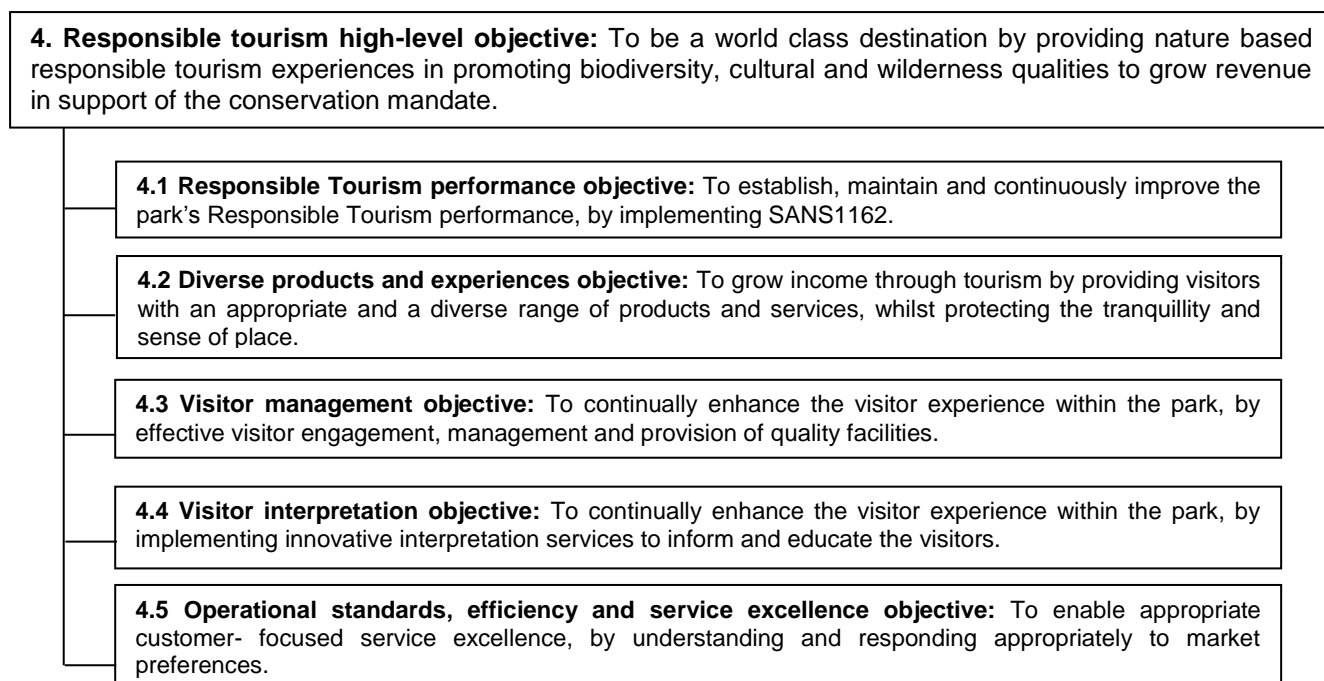 4. Responsible tourism high-level objective: To be a world class destination by providing nature based
responsible tourism experiences in promoting biodiversity, cultural and wilderness qualities to grow revenue
in support of the conservation mandate.
4.1 Responsible Tourism performance objective: To establish, maintain and continuously improve the
park's Responsible Tourism performance, by implementing SANS1162.
4.2 Diverse products and experiences objective: To grow income through tourism by providing visitors
with an appropriate and a diverse range of products and services, whilst protecting the tranquillity and
sense of place.
4.3 Visitor management objective: To continually enhance the visitor experience within the park, by
effective visitor engagement, management and provision of quality facilities.
4.4 Visitor interpretation objective: To continually enhance the visitor experience within the park, by
implementing innovative interpretation services to inform and educate the visitors.
4.5 Operational standards, efficiency and service excellence objective: To enable appropriate
customer- focused service excellence, by understanding and responding appropriately to market
preferences.